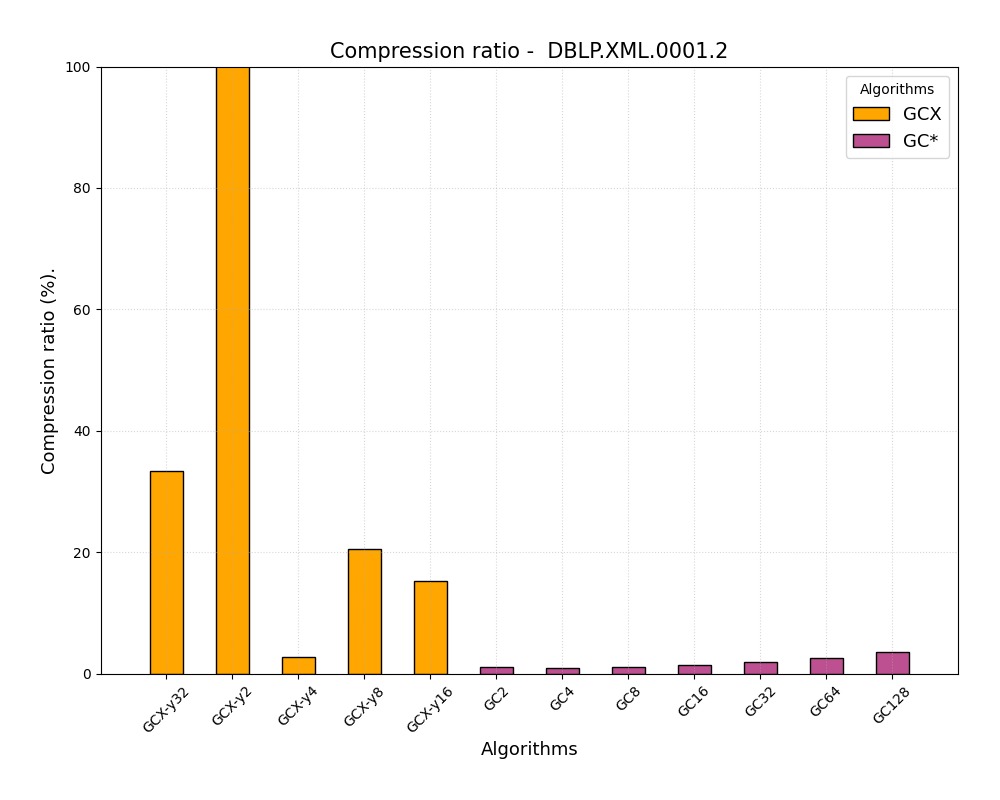 Compression ratio -  DBLP.XML.0001.2
Algorithms
GCX
GC*
Compression ratio (%).
100
80
60
40
20
0
GCX-y32
GCX-y2
GCX-y4
GCX-y8
GCX-y16
GC2
GC4
GC8
GC16
GC32
GC64
GC128
Algorithms